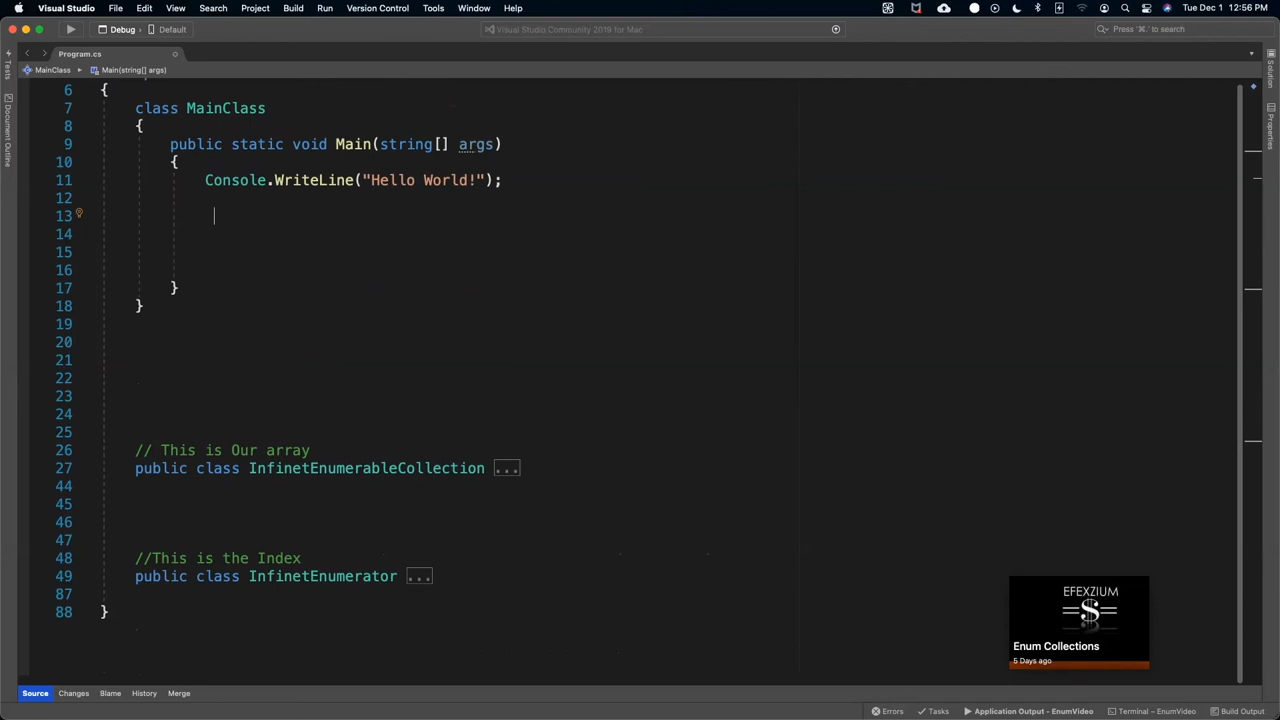 Visual Studio File Edit View Search Project Build Run Version Control Tools Window Help Tue Dec 1 12:56 PM
Debug Default Visual Studio Community 2019 for Mac Press '⌘.' to search
Program.cs
MainClass Main(string[] args)
Tests
Document Outline
Solution
Properties
6 {
7 class MainClass
8 {
9 public static void Main(string[] args)
10 {
11 Console.WriteLine("Hello World!");
12
13
14
15
16
17 }
18 }
19
20
21
22
23
24
25
26 // This is Our array
27 public class InfinetEnumerableCollection ...
44
45
46
47
48 //This is the Index
49 public class InfinetEnumerator ...
87
88 }
EFEXZIUM
$
Enum Collections
5 Days ago
Source Changes Blame History Merge
Errors Tasks Application Output - EnumVideo Terminal – EnumVideo Build Output